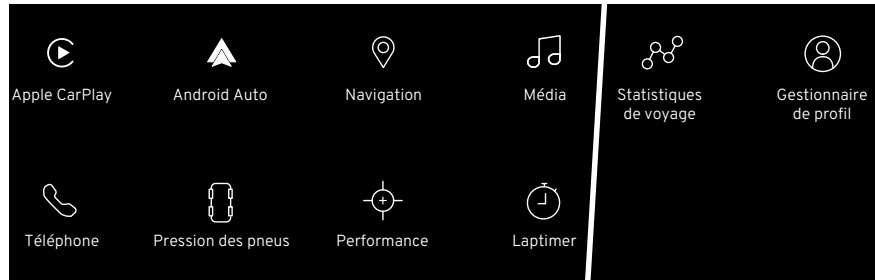 Apple CarPlay
Android Auto
Navigation
Média
Statistiques
de voyage
Gestionnaire
de profil
Téléphone
Pression des pneus
Performance
Laptimer